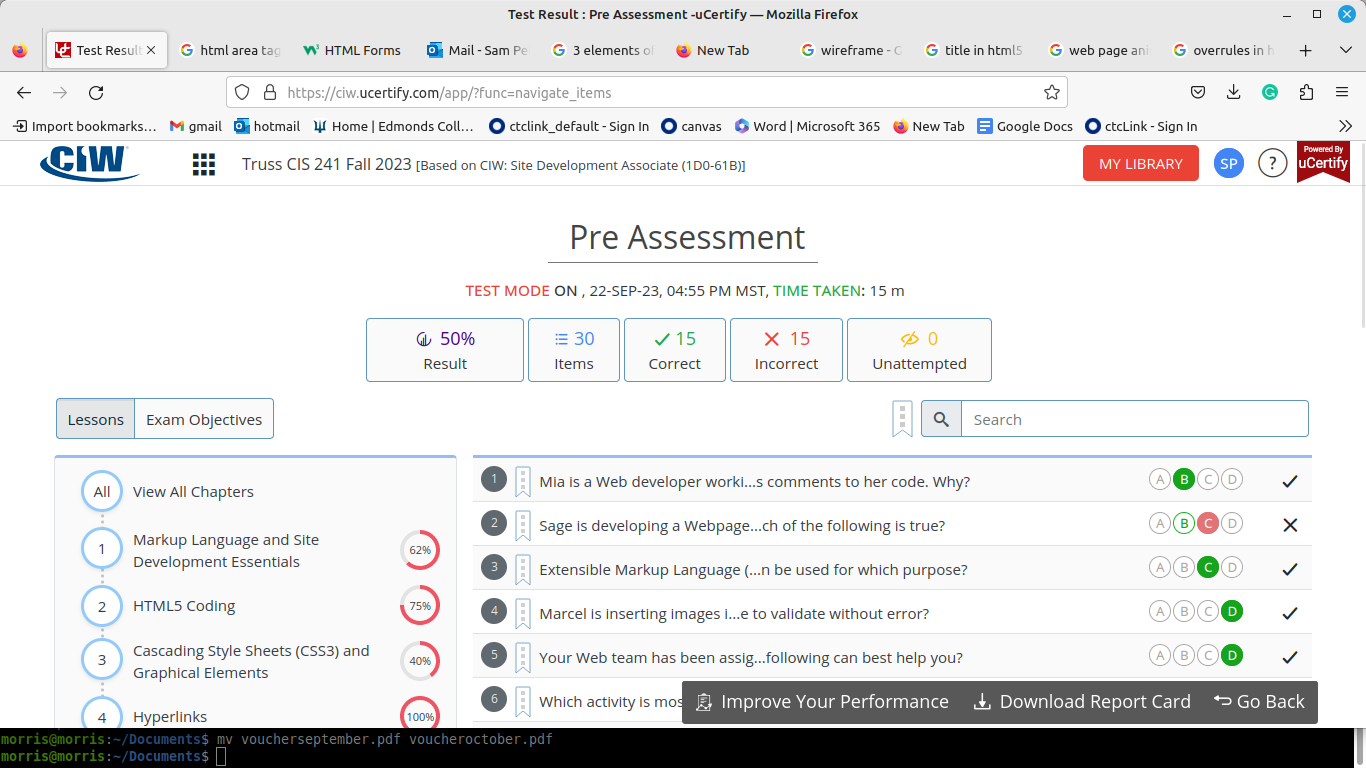 Test Result : Pre Assessment -uCertify — Mozilla Firefox
Test Resul
html area tag
HTML Forms
Mail - Sam Pe
3 elements of
New Tab
wireframe - G
title in html5
web page ani
overrules in h
https://ciw.ucertify.com/app/?func=navigate_items
Import bookmarks...
gmail
hotmail
Home | Edmonds Coll...
ctclink_default - Sign In
canvas
Word | Microsoft 365
New Tab
Google Docs
ctcLink - Sign In
CIW
Truss CIS 241 Fall 2023 [Based on CIW: Site Development Associate (1D0-61B)]
MY LIBRARY
SP
?
Powered By
uCertify
Pre Assessment
TEST MODE ON , 22-SEP-23, 04:55 PM MST, TIME TAKEN: 15 m
50%
Result
30
Items
15
Correct
15
Incorrect
0
Unattempted
Lessons
Exam Objectives
Search
All View All Chapters
1 Markup Language and Site
Development Essentials
62%
2 HTML5 Coding 75%
3 Cascading Style Sheets (CSS3) and
Graphical Elements
40%
4 Hyperlinks 100%
1 Mia is a Web developer worki...s comments to her code. Why? A B C D
2 Sage is developing a Webpage...ch of the following is true? A B C D
3 Extensible Markup Language (...n be used for which purpose? A B C D
4 Marcel is inserting images i...e to validate without error? A B C D
5 Your Web team has been assig...following can best help you? A B C D
6 Which activity is mos
Improve Your Performance
Download Report Card
Go Back
morris@morris:~/Documents$ mv voucherseptember.pdf voucheroctober.pdf
morris@morris:~/Documents$